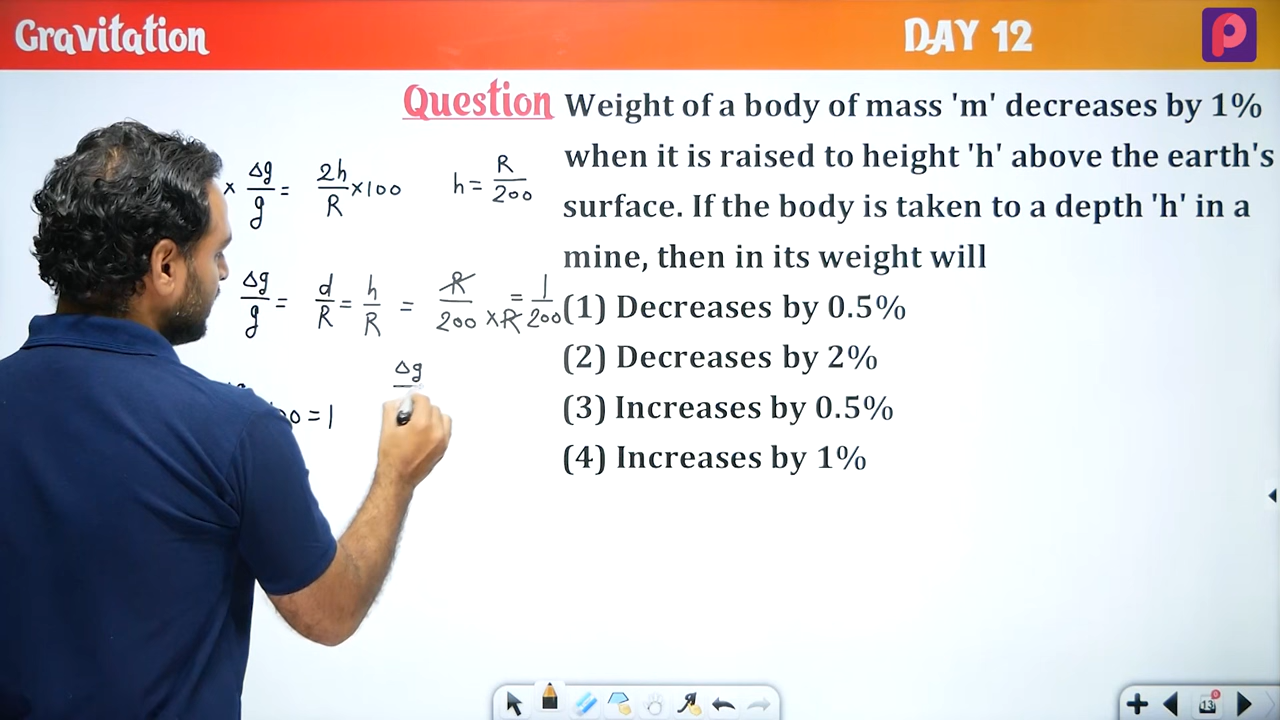 Gravitation
DAY 12
Question Weight of a body of mass 'm' decreases by 1%
when it is raised to height 'h' above the earth's
surface. If the body is taken to a depth 'h' in a
mine, then in its weight will
(1) Decreases by 0.5%
(2) Decreases by 2%
(3) Increases by 0.5%
(4) Increases by 1%
× Δg/g = 2h/R ×100 h = R/200
Δg/g = d/R = h/R = R/200 × R = 1/200
= 1
Δg
13